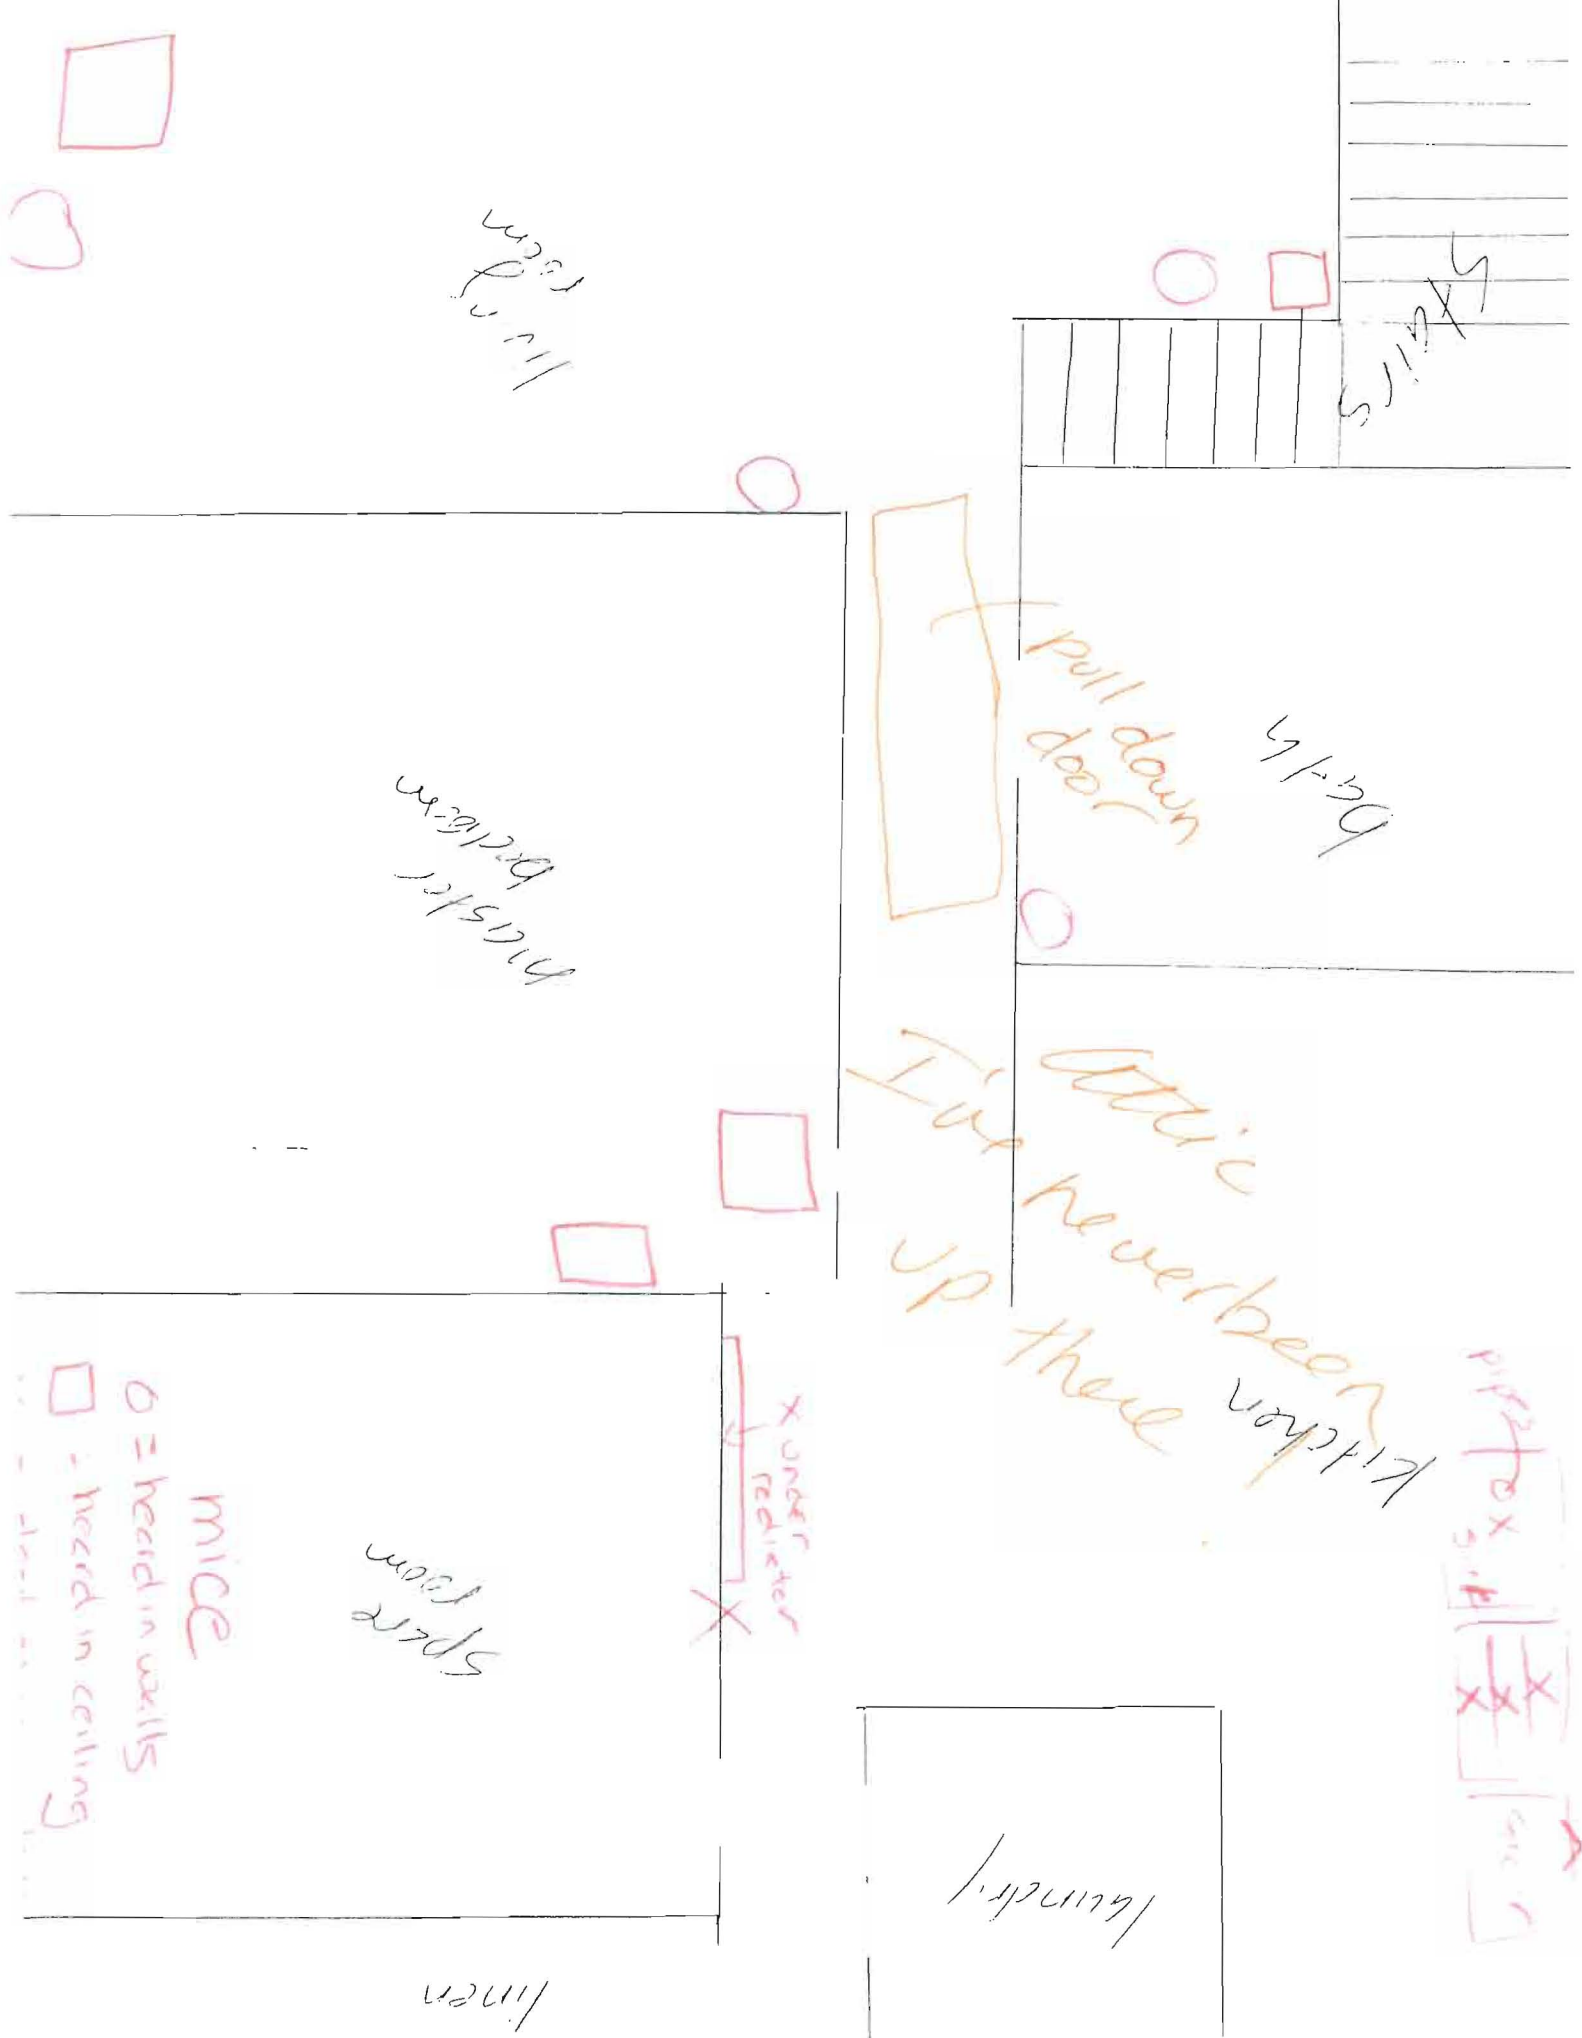 living
room
stairs
pull down
door
bath
master
bedroom
attic
I've never been
up there
kitchen
x under
radiator
X
X
X
X
X
mice
O = heard in walls
□ = heard in ceiling
spare
room
laundry
linen